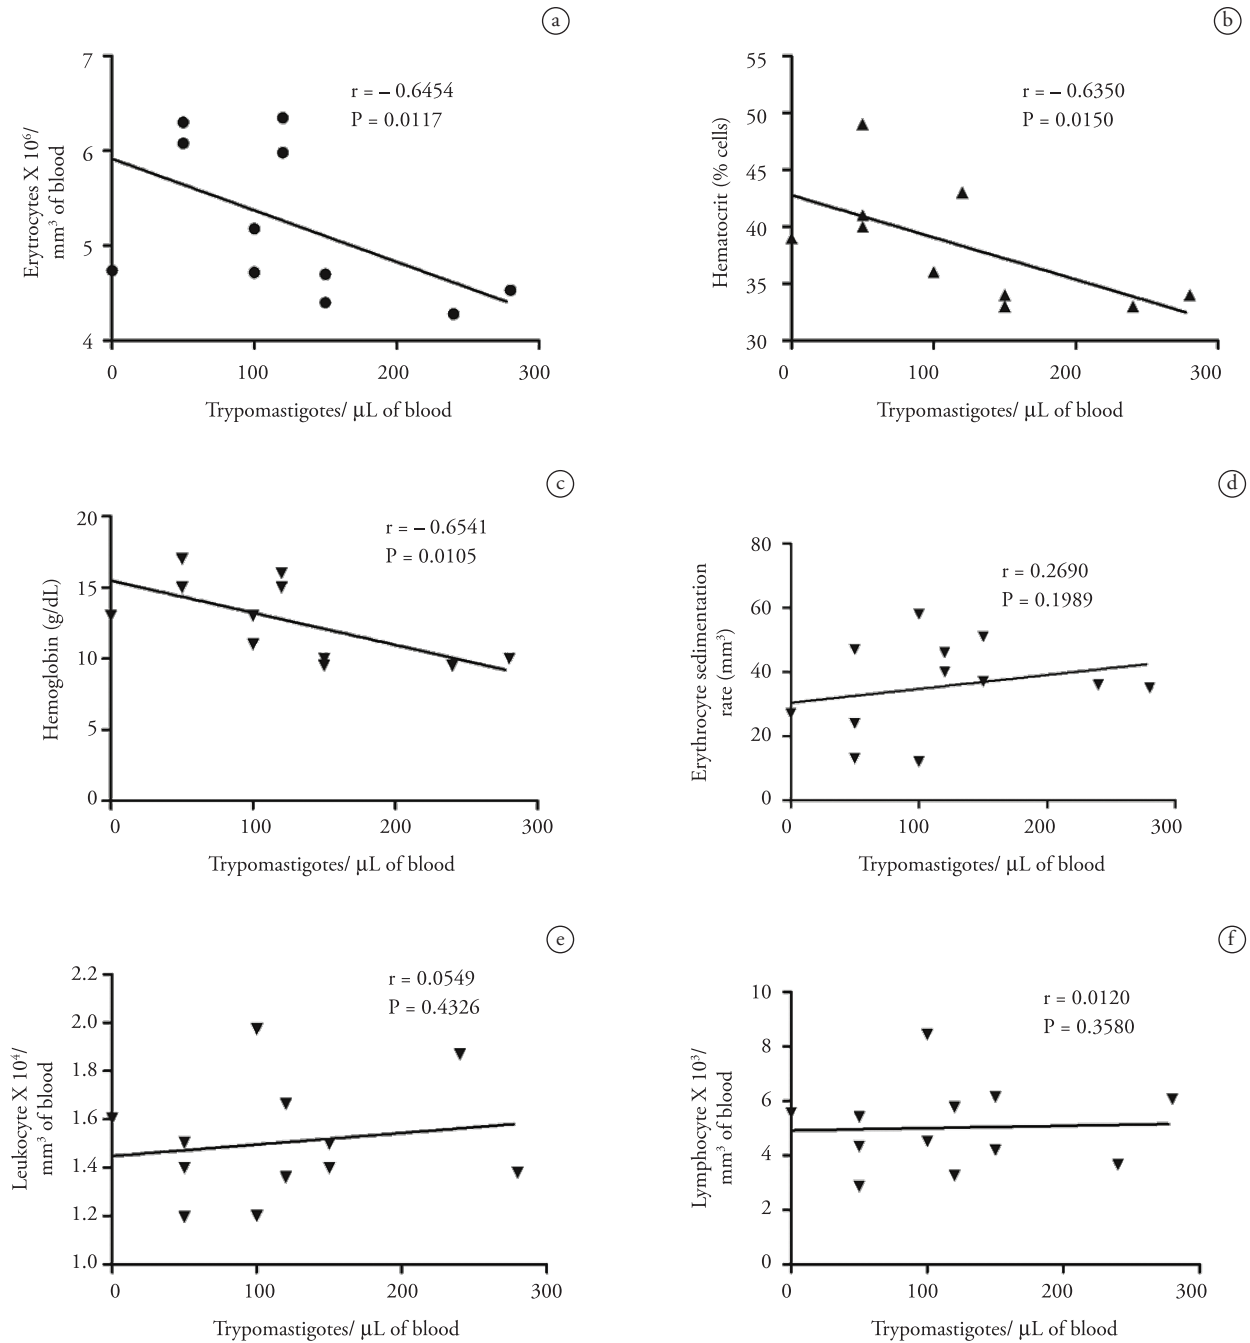 a
7
6
5
4
Erytrocytes X 10⁶/
mm³ of blood
r = – 0.6454
P = 0.0117
0 100 200 300
Trypomastigotes/ μL of blood
b
55
50
45
40
35
30
Hematocrit (% cells)
r = – 0.6350
P = 0.0150
0 100 200 300
Trypomastigotes/ μL of blood
c
20
15
10
5
0
Hemoglobin (g/dL)
r = – 0.6541
P = 0.0105
0 100 200 300
Trypomastigotes/ μL of blood
d
80
60
40
20
0
Erythrocyte sedimentation
rate (mm³)
r = 0.2690
P = 0.1989
0 100 200 300
Trypomastigotes/ μL of blood
e
2.2
2.0
1.8
1.6
1.4
1.2
1.0
Leukocyte X 10⁴/
mm³ of blood
r = 0.0549
P = 0.4326
0 100 200 300
Trypomastigotes/ μL of blood
f
10
8
6
4
2
0
Lymphocyte X 10³/
mm³ of blood
r = 0.0120
P = 0.3580
0 100 200 300
Trypomastigotes/ μL of blood